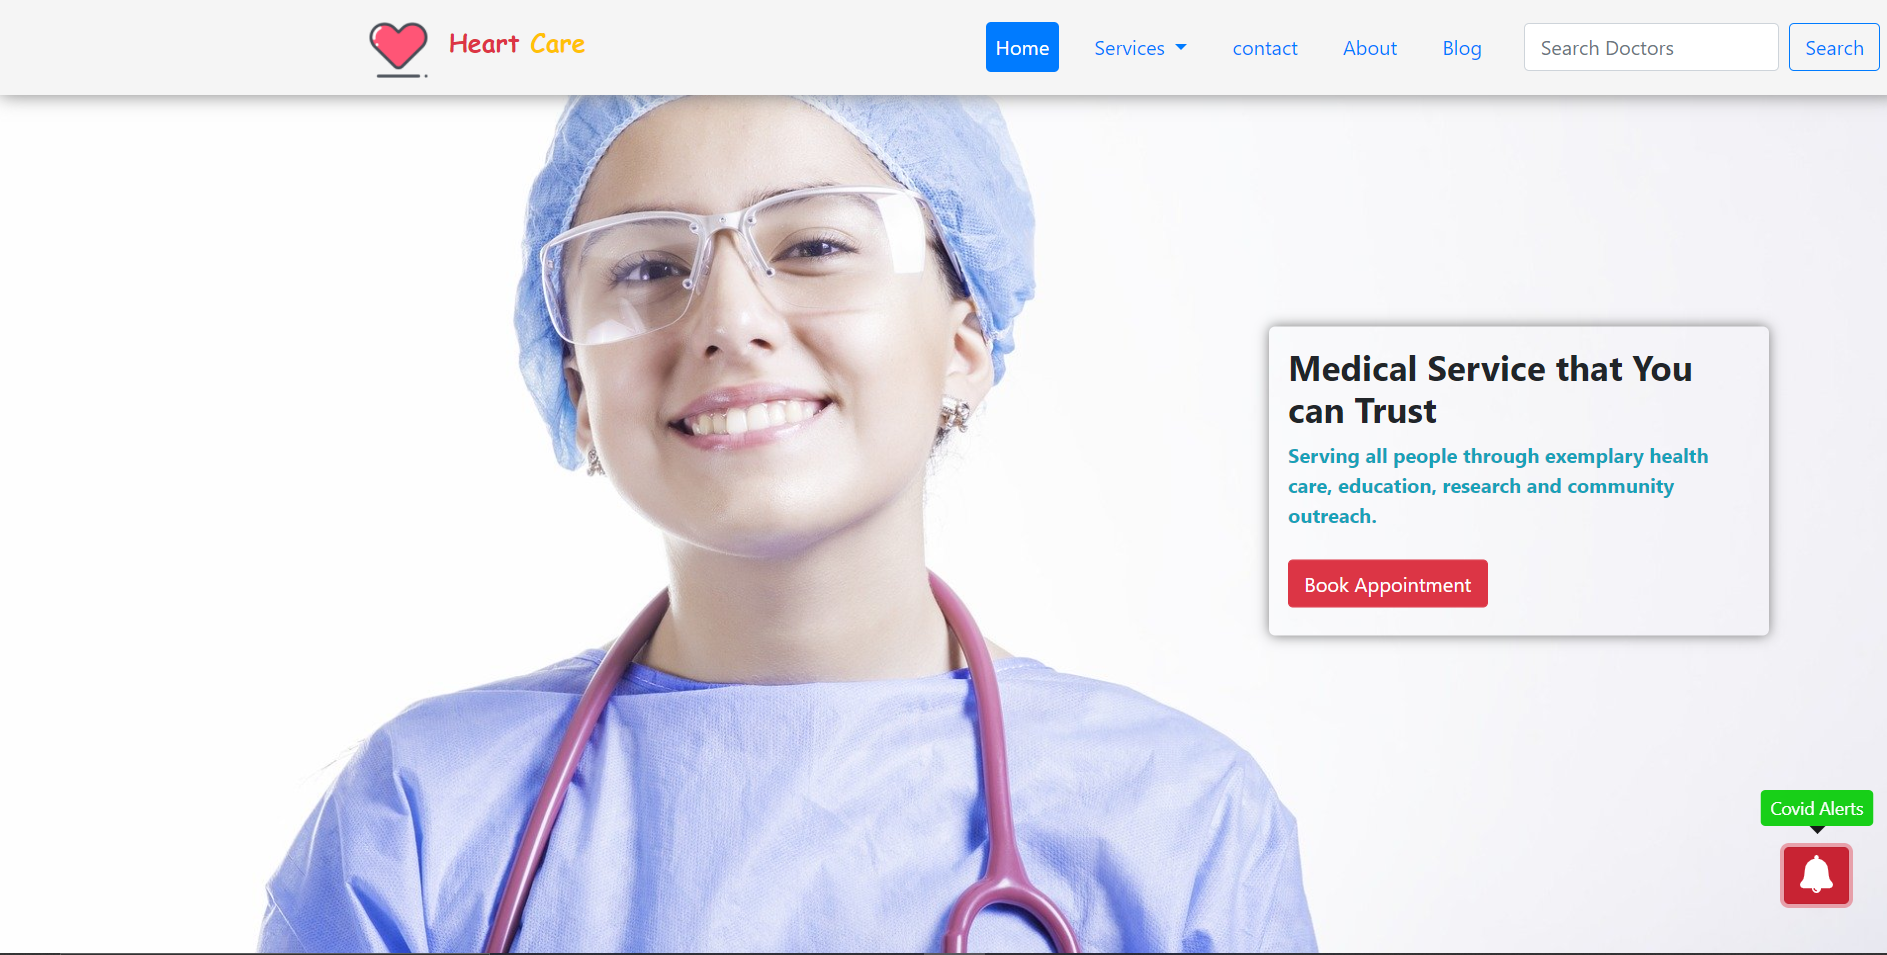 Heart Care
Home
Services
contact
About
Blog
Search Doctors
Search
Medical Service that You
can Trust
Serving all people through exemplary health
care, education, research and community
outreach.
Book Appointment
Covid Alerts